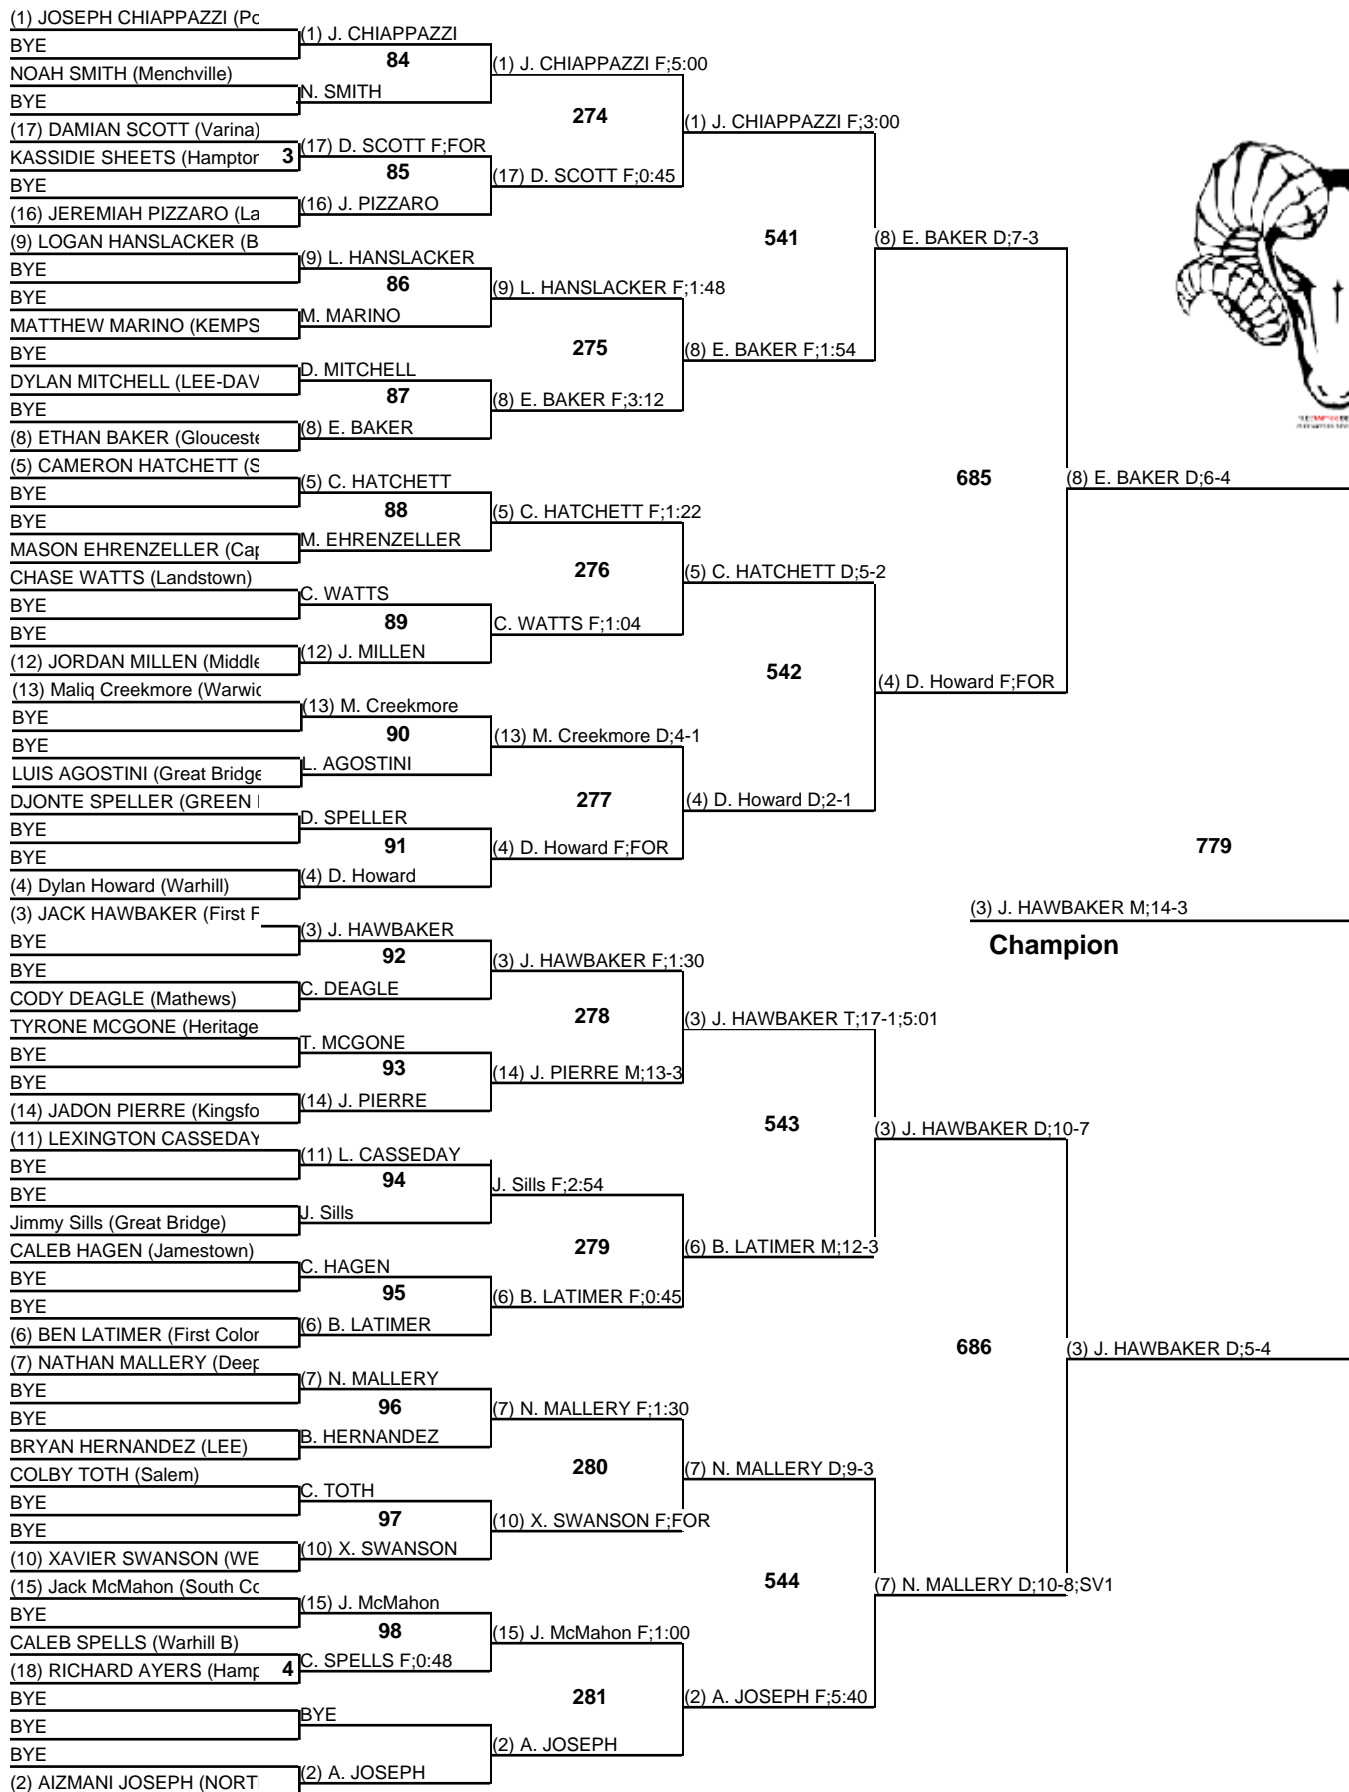 (1) JOSEPH CHIAPPAZZI (Po
BYE
NOAH SMITH (Menchville)
BYE
(17) DAMIAN SCOTT (Varina)
KASSIDIE SHEETS (Hampton
3
BYE
(16) JEREMIAH PIZZARO (La
(9) LOGAN HANSLACKER (B
BYE
BYE
MATTHEW MARINO (KEMPS
BYE
DYLAN MITCHELL (LEE-DAV
BYE
(8) ETHAN BAKER (Glouceste
(5) CAMERON HATCHETT (S
BYE
BYE
MASON EHRENZELLER (Cap
CHASE WATTS (Landstown)
BYE
BYE
(12) JORDAN MILLEN (Middle
(13) Maliq Creekmore (Warwic
BYE
BYE
LUIS AGOSTINI (Great Bridge
DJONTE SPELLER (GREEN
BYE
BYE
(4) Dylan Howard (Warhill)
(3) JACK HAWBAKER (First F
BYE
BYE
CODY DEAGLE (Mathews)
TYRONE MCGONE (Heritage
BYE
BYE
(14) JADON PIERRE (Kingsfo
(11) LEXINGTON CASSEDAY
BYE
BYE
Jimmy Sills (Great Bridge)
CALEB HAGEN (Jamestown)
BYE
BYE
(6) BEN LATIMER (First Color
(7) NATHAN MALLERY (Deep
BYE
BYE
BRYAN HERNANDEZ (LEE)
COLBY TOTH (Salem)
BYE
BYE
(10) XAVIER SWANSON (WE
(15) Jack McMahon (South Co
BYE
CALEB SPELLS (Warhill B)
(18) RICHARD AYERS (Hamp
4
BYE
BYE
BYE
(2) AIZMANI JOSEPH (NORT
(1) J. CHIAPPAZZI
84
N. SMITH
(17) D. SCOTT F;FOR
85
(16) J. PIZZARO
(9) L. HANSLACKER
86
M. MARINO
D. MITCHELL
87
(8) E. BAKER
(5) C. HATCHETT
88
M. EHRENZELLER
C. WATTS
89
(12) J. MILLEN
(13) M. Creekmore
90
L. AGOSTINI
D. SPELLER
91
(4) D. Howard
(3) J. HAWBAKER
92
C. DEAGLE
T. MCGONE
93
(14) J. PIERRE
(11) L. CASSEDAY
94
J. Sills
C. HAGEN
95
(6) B. LATIMER
(7) N. MALLERY
96
B. HERNANDEZ
C. TOTH
97
(10) X. SWANSON
(15) J. McMahon
98
C. SPELLS F;0:48
BYE
(2) A. JOSEPH
(1) J. CHIAPPAZZI F;5:00
274
(17) D. SCOTT F;0:45
(9) L. HANSLACKER F;1:48
275
(8) E. BAKER F;3:12
(5) C. HATCHETT F;1:22
276
C. WATTS F;1:04
(13) M. Creekmore D;4-1
277
(4) D. Howard F;FOR
(3) J. HAWBAKER F;1:30
278
(14) J. PIERRE M;13-3
J. Sills F;2:54
279
(6) B. LATIMER F;0:45
(7) N. MALLERY F;1:30
280
(10) X. SWANSON F;FOR
(15) J. McMahon F;1:00
281
(2) A. JOSEPH
(1) J. CHIAPPAZZI F;3:00
541
(8) E. BAKER F;1:54
(5) C. HATCHETT D;5-2
542
(4) D. Howard D;2-1
(3) J. HAWBAKER T;17-1;5:01
543
(6) B. LATIMER M;12-3
(7) N. MALLERY D;9-3
544
(2) A. JOSEPH F;5:40
(8) E. BAKER D;7-3
685
(4) D. Howard F;FOR
(3) J. HAWBAKER D;10-7
686
(7) N. MALLERY D;10-8;SV1
(8) E. BAKER D;6-4
779
(3) J. HAWBAKER D;5-4
(3) J. HAWBAKER M;14-3
Champion